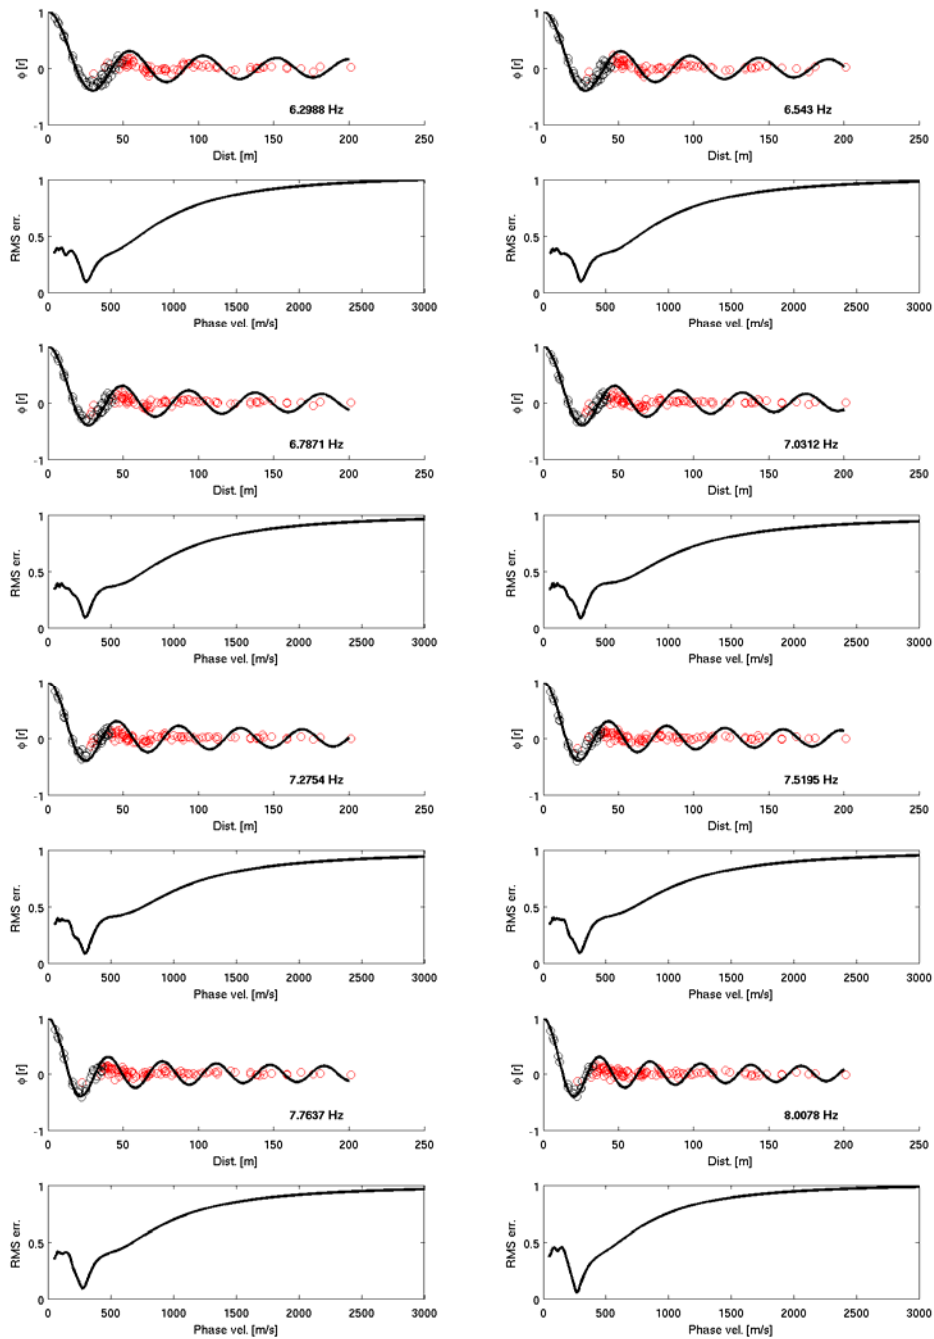 1
0
-1
ϕ [r]
6.2988 Hz
0 50 100 150 200 250
Dist. [m]
1
0
-1
ϕ [r]
6.543 Hz
0 50 100 150 200 250
Dist. [m]
1
0.5
0
RMS err.
0 500 1000 1500 2000 2500 3000
Phase vel. [m/s]
1
0.5
0
RMS err.
0 500 1000 1500 2000 2500 3000
Phase vel. [m/s]
1
0
-1
ϕ [r]
6.7871 Hz
0 50 100 150 200 250
Dist. [m]
1
0
-1
ϕ [r]
7.0312 Hz
0 50 100 150 200 250
Dist. [m]
1
0.5
0
RMS err.
0 500 1000 1500 2000 2500 3000
Phase vel. [m/s]
1
0.5
0
RMS err.
0 500 1000 1500 2000 2500 3000
Phase vel. [m/s]
1
0
-1
ϕ [r]
7.2754 Hz
0 50 100 150 200 250
Dist. [m]
1
0
-1
ϕ [r]
7.5195 Hz
0 50 100 150 200 250
Dist. [m]
1
0.5
0
RMS err.
0 500 1000 1500 2000 2500 3000
Phase vel. [m/s]
1
0.5
0
RMS err.
0 500 1000 1500 2000 2500 3000
Phase vel. [m/s]
1
0
-1
ϕ [r]
7.7637 Hz
0 50 100 150 200 250
Dist. [m]
1
0
-1
ϕ [r]
8.0078 Hz
0 50 100 150 200 250
Dist. [m]
1
0.5
0
RMS err.
0 500 1000 1500 2000 2500 3000
Phase vel. [m/s]
1
0.5
0
RMS err.
0 500 1000 1500 2000 2500 3000
Phase vel. [m/s]